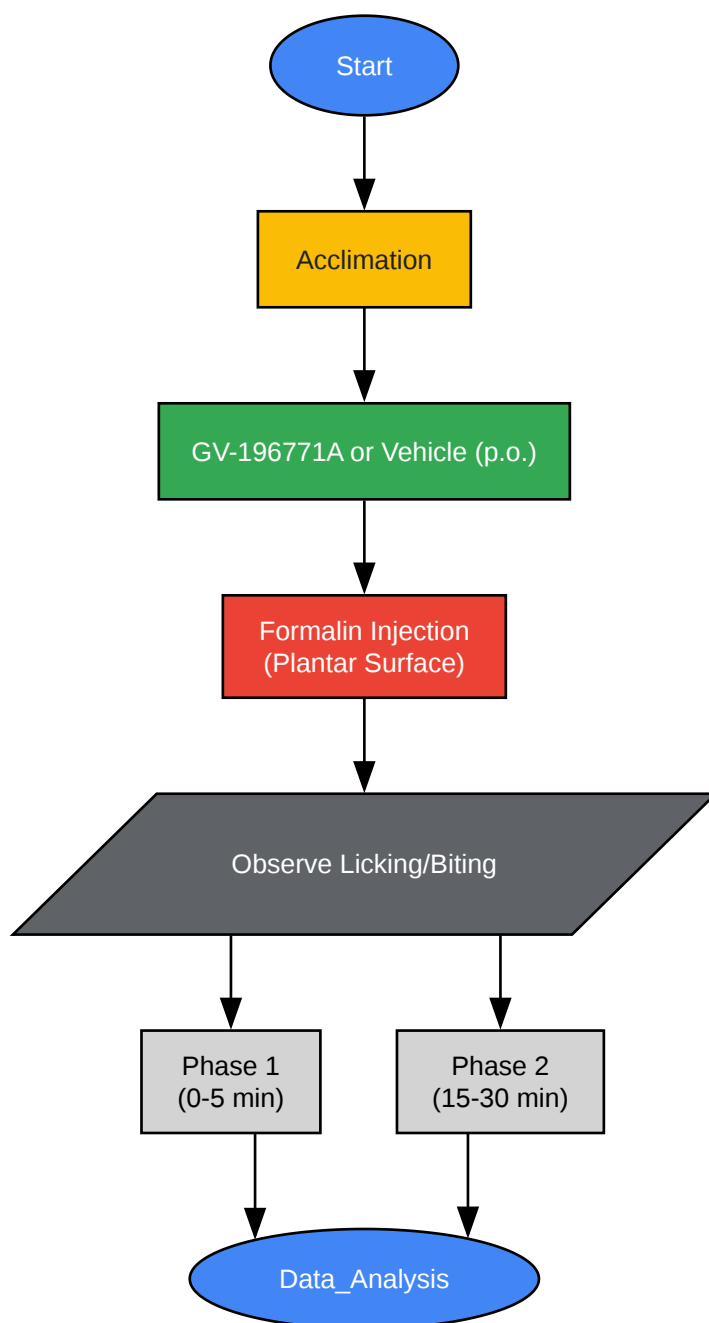 Start
Acclimation
GV-196771A or Vehicle (p.o.)
Formalin Injection
(Plantar Surface)
Observe Licking/Biting
Phase 1
(0-5 min)
Phase 2
(15-30 min)
Data_Analysis